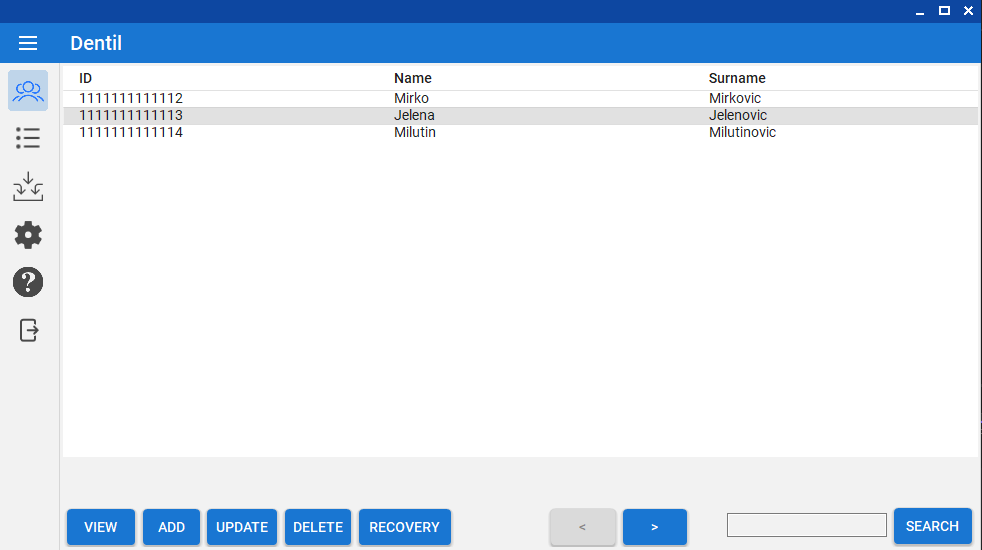 Dentil
ID Name Surname
1111111111112 Mirko Mirkovic
1111111111113 Jelena Jelenovic
1111111111114 Milutin Milutinovic
VIEW ADD UPDATE DELETE RECOVERY < > SEARCH